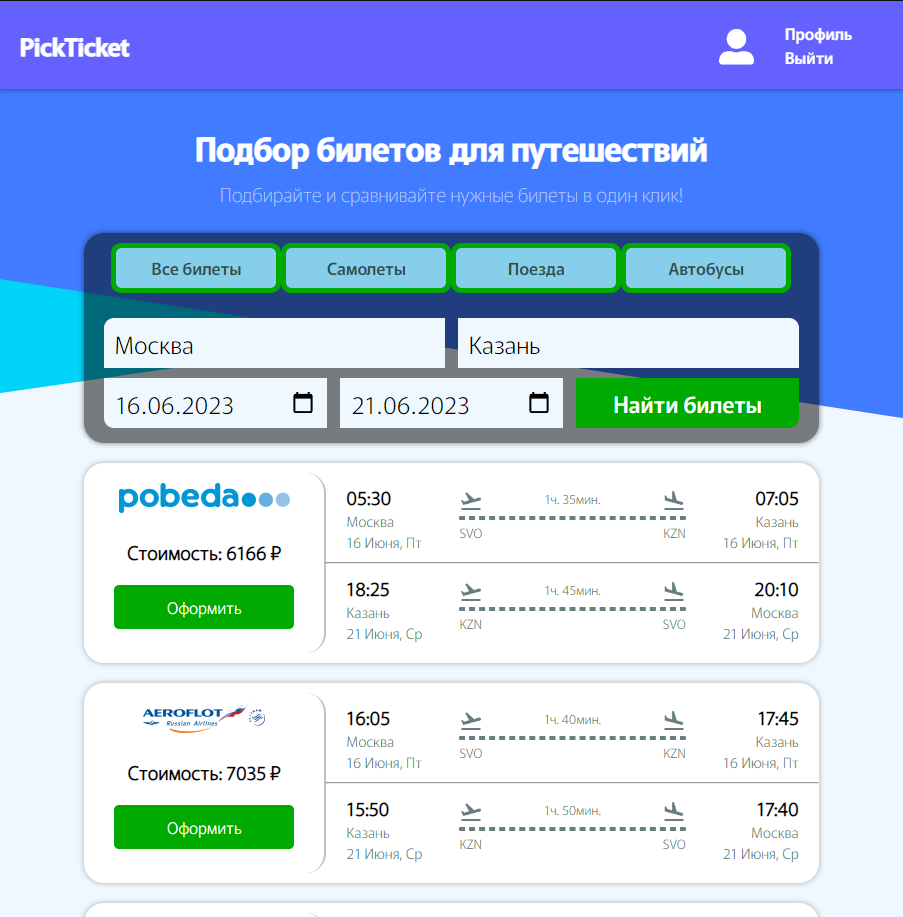 PickTicket
Профиль
Выйти
Подбор билетов для путешествий
Подбирайте и сравнивайте нужные билеты в один клик!
Все билеты Самолеты Поезда Автобусы
Москва Казань
16.06.2023 21.06.2023 Найти билеты
pobeda
Стоимость: 6166 ₽
Оформить
05:30 1ч. 35мин. 07:05
Москва SVO KZN Казань
16 Июня, Пт 16 Июня, Пт
18:25 1ч. 45мин. 20:10
Казань KZN SVO Москва
21 Июня, Ср 21 Июня, Ср
AEROFLOT
Russian Airlines
Стоимость: 7035 ₽
Оформить
16:05 1ч. 40мин. 17:45
Москва SVO KZN Казань
16 Июня, Пт 16 Июня, Пт
15:50 1ч. 50мин. 17:40
Казань KZN SVO Москва
21 Июня, Ср 21 Июня, Ср